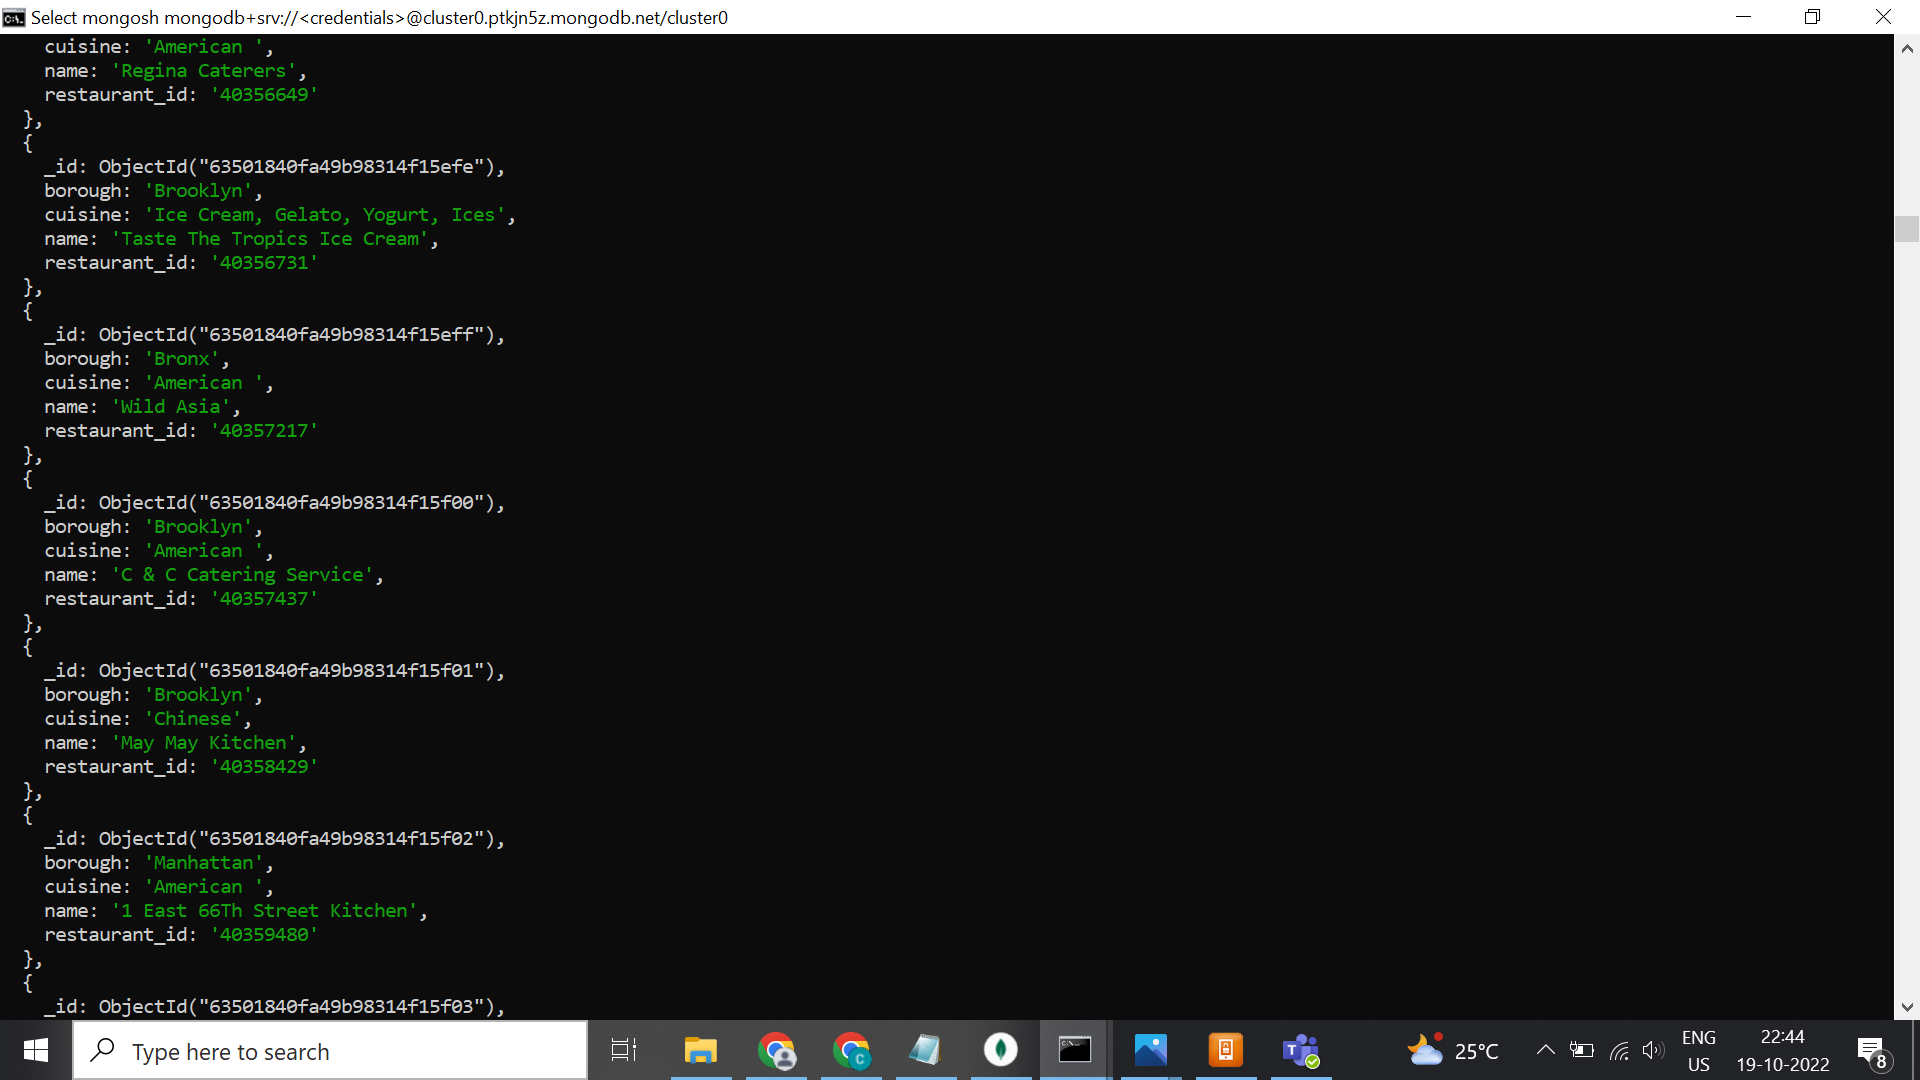 Select mongosh mongodb+srv://<credentials>@cluster0.ptkjn5z.mongodb.net/cluster0
cuisine: 'American ',
name: 'Regina Caterers',
restaurant_id: '40356649'
},
{
_id: ObjectId("63501840fa49b98314f15efe"),
borough: 'Brooklyn',
cuisine: 'Ice Cream, Gelato, Yogurt, Ices',
name: 'Taste The Tropics Ice Cream',
restaurant_id: '40356731'
},
{
_id: ObjectId("63501840fa49b98314f15eff"),
borough: 'Bronx',
cuisine: 'American ',
name: 'Wild Asia',
restaurant_id: '40357217'
},
{
_id: ObjectId("63501840fa49b98314f15f00"),
borough: 'Brooklyn',
cuisine: 'American ',
name: 'C & C Catering Service',
restaurant_id: '40357437'
},
{
_id: ObjectId("63501840fa49b98314f15f01"),
borough: 'Brooklyn',
cuisine: 'Chinese',
name: 'May May Kitchen',
restaurant_id: '40358429'
},
{
_id: ObjectId("63501840fa49b98314f15f02"),
borough: 'Manhattan',
cuisine: 'American ',
name: '1 East 66Th Street Kitchen',
restaurant_id: '40359480'
},
{
_id: ObjectId("63501840fa49b98314f15f03"),
Type here to search
25°C
ENG
US
22:44
19-10-2022
8